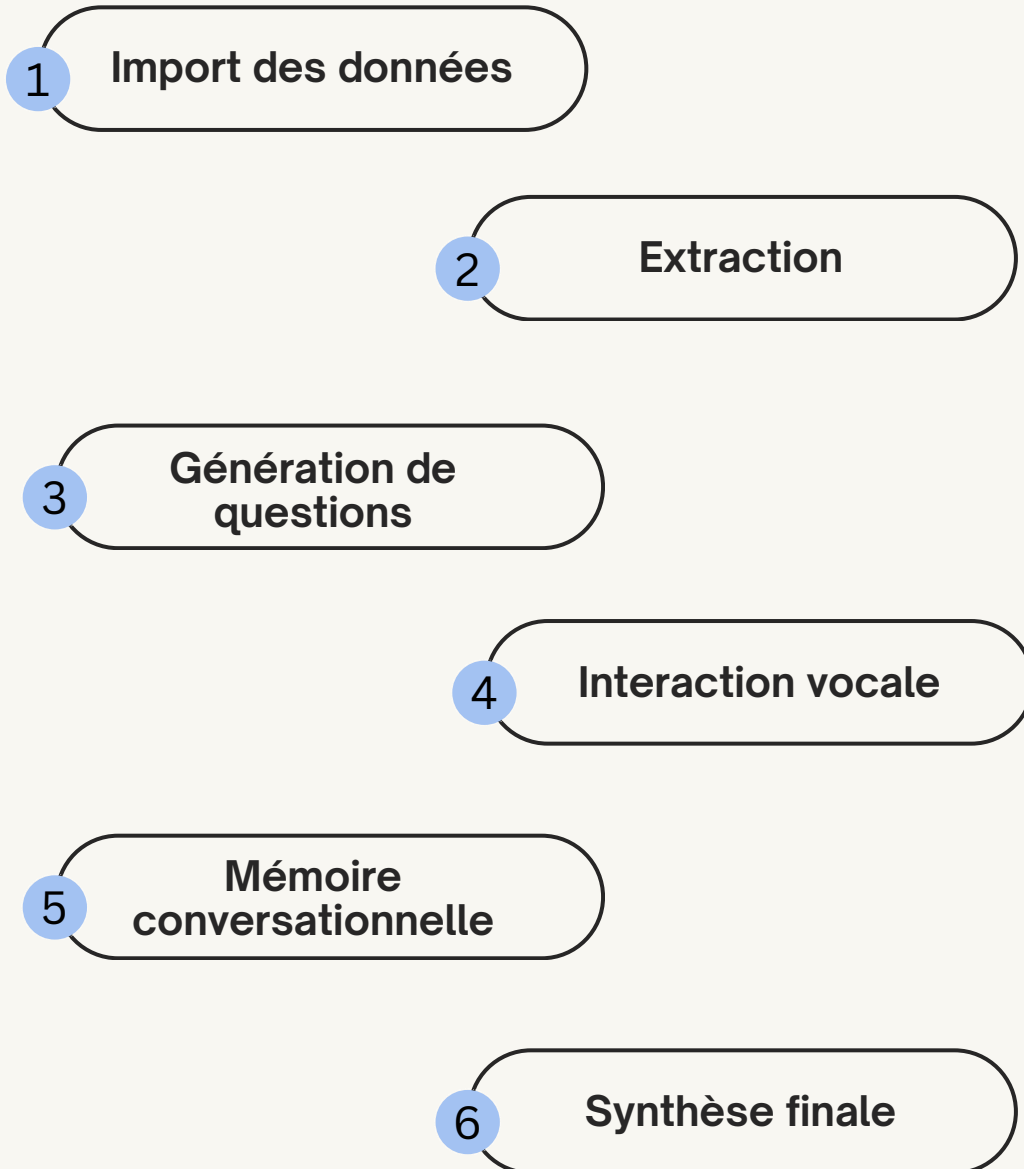 1
Import des données
2
Extraction
3
Génération de
questions
4
Interaction vocale
5
Mémoire
conversationnelle
6
Synthèse finale